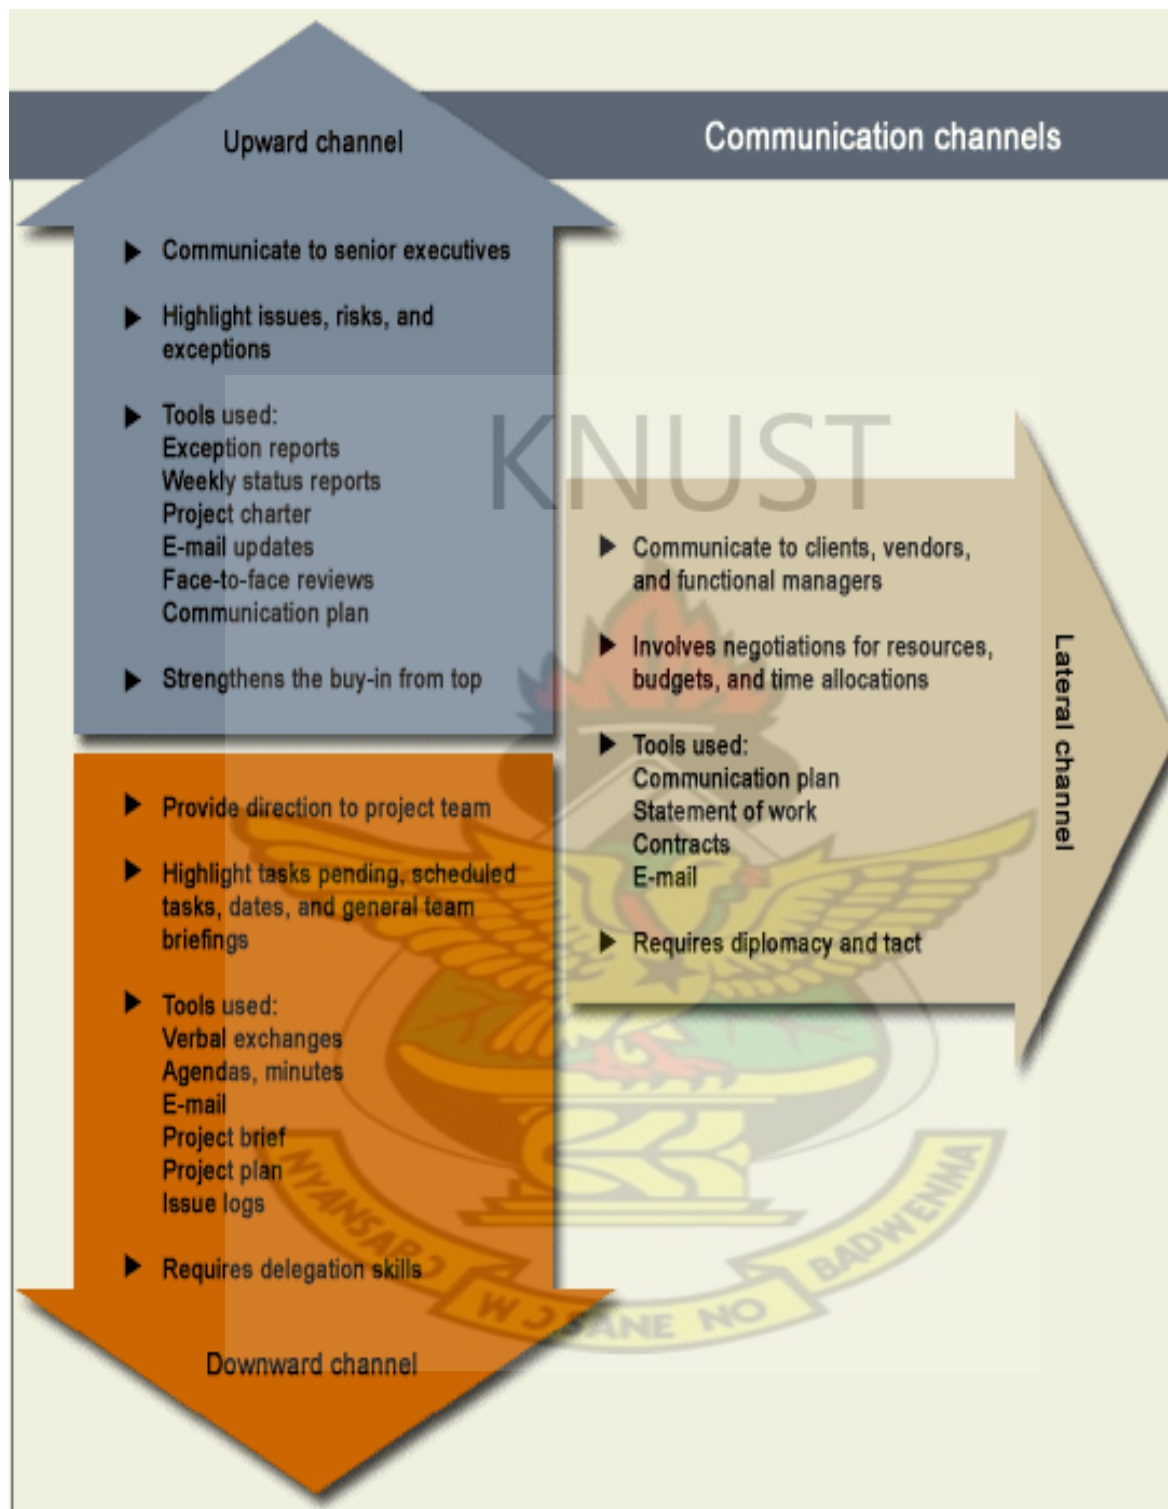 Communication channels
Upward channel
Communicate to senior executives
Highlight issues, risks, and
exceptions
Tools used:
Exception reports
Weekly status reports
Project charter
E-mail updates
Face-to-face reviews
Communication plan
Strengthens the buy-in from top
KNUST
Communicate to clients, vendors,
and functional managers
Involves negotiations for resources,
budgets, and time allocations
Tools used:
Communication plan
Statement of work
Contracts
E-mail
Requires diplomacy and tact
Lateral channel
Provide direction to project team
Highlight tasks pending, scheduled
tasks, dates, and general team
briefings
Tools used:
Verbal exchanges
Agendas, minutes
E-mail
Project brief
Project plan
Issue logs
Requires delegation skills
Downward channel
NYANSAPƆ WƆSANE NO BADWENMA